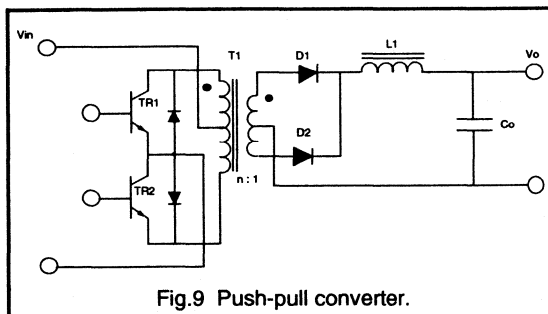 Vin
T1
D1
L1
Vo
TR1
D2
Co
TR2
n : 1
Fig.9 Push-pull converter.